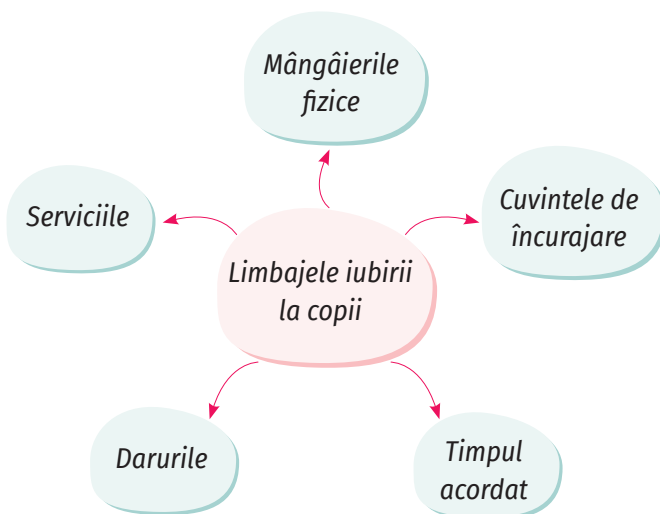 Mângâierile
fizice
Serviciile
Cuvintele de
încurajare
Limbajele iubirii
la copii
Darurile
Timpul
acordat